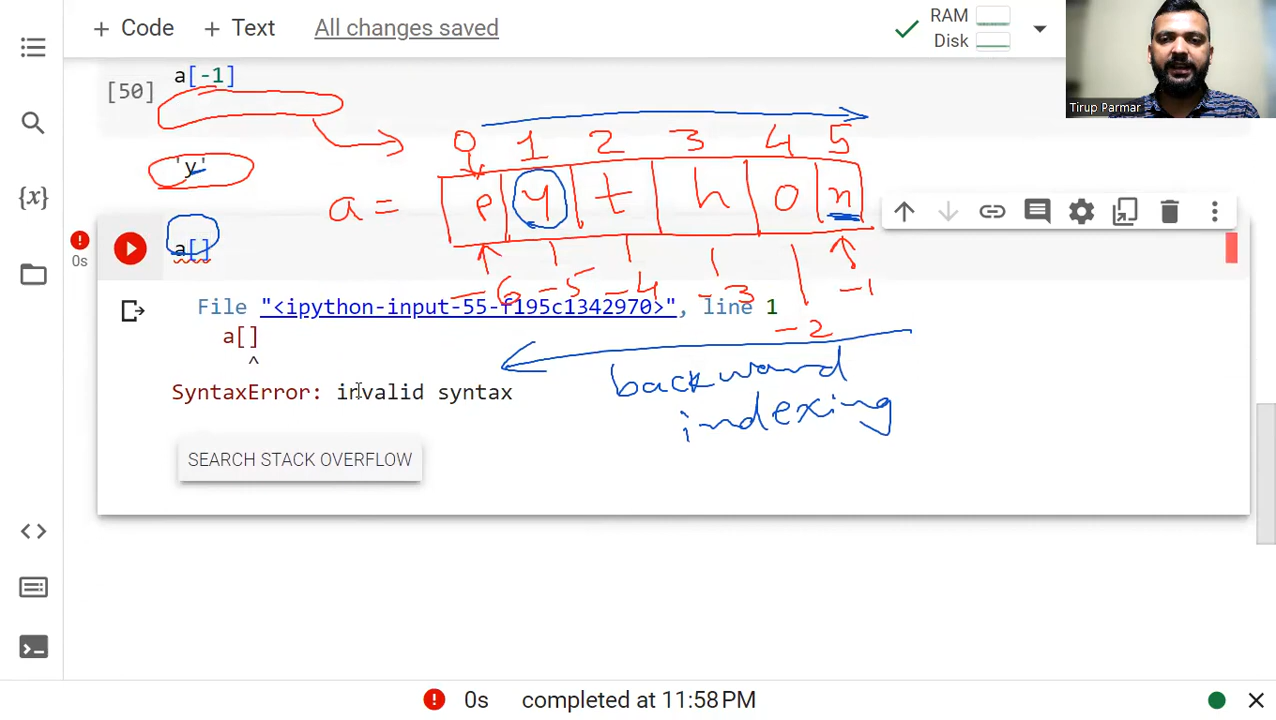 + Code + Text All changes saved
RAM
Disk
Tirup Parmar
{x}
[50]
a[-1]
0 1 2 3 4 5
'y'
a = p y t h o n
0s
a[]
-6 -5 -4 -3 -2 -1
File "<ipython-input-55-f195c1342970>", line 1
a[]
^
backward
indexing
SyntaxError: invalid syntax
SEARCH STACK OVERFLOW
0s completed at 11:58 PM